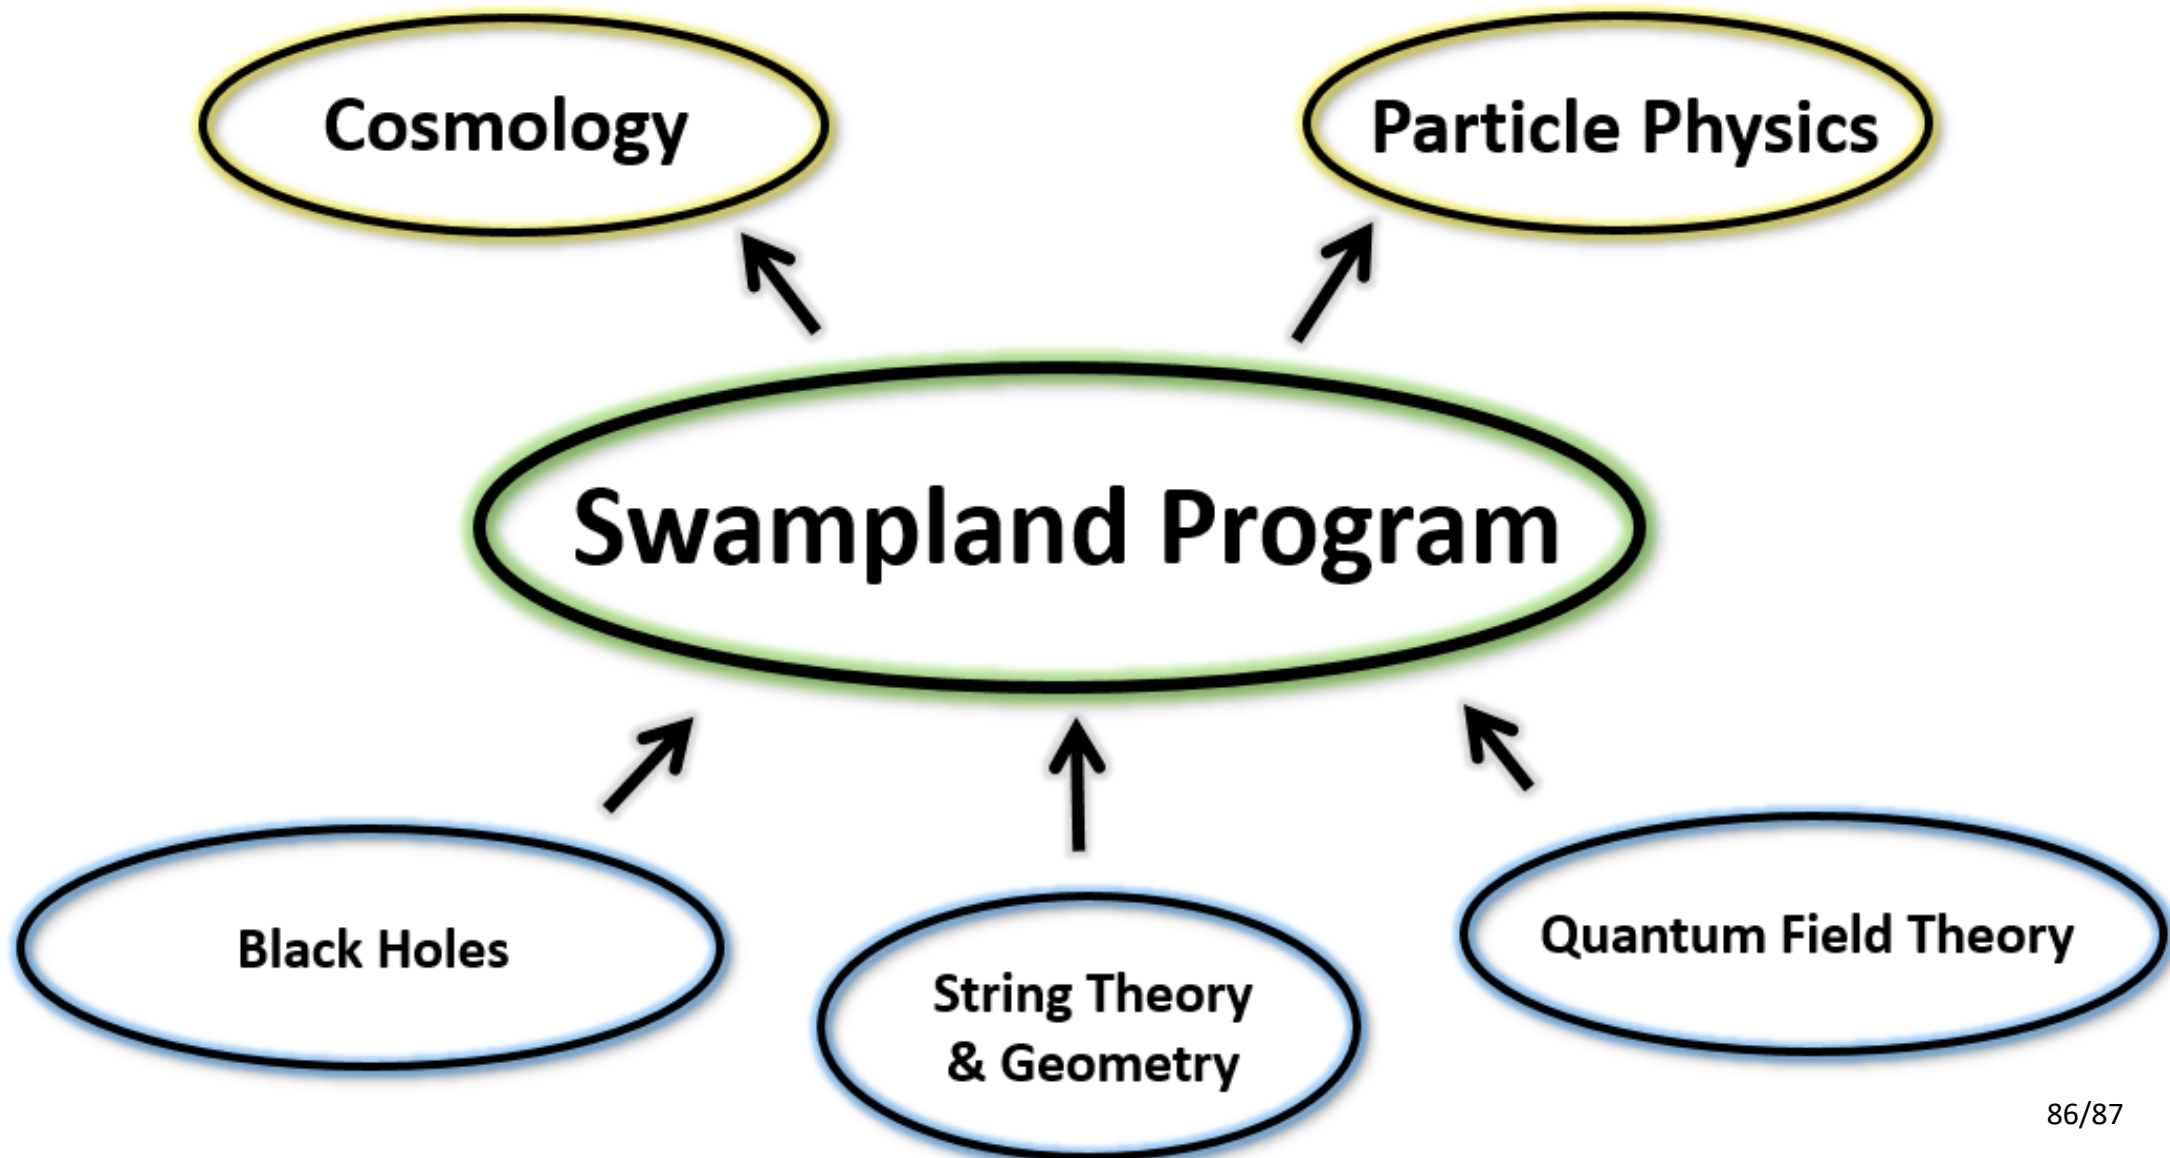 Cosmology
Particle Physics
Swampland Program
Black Holes
String Theory
& Geometry
Quantum Field Theory
86/87